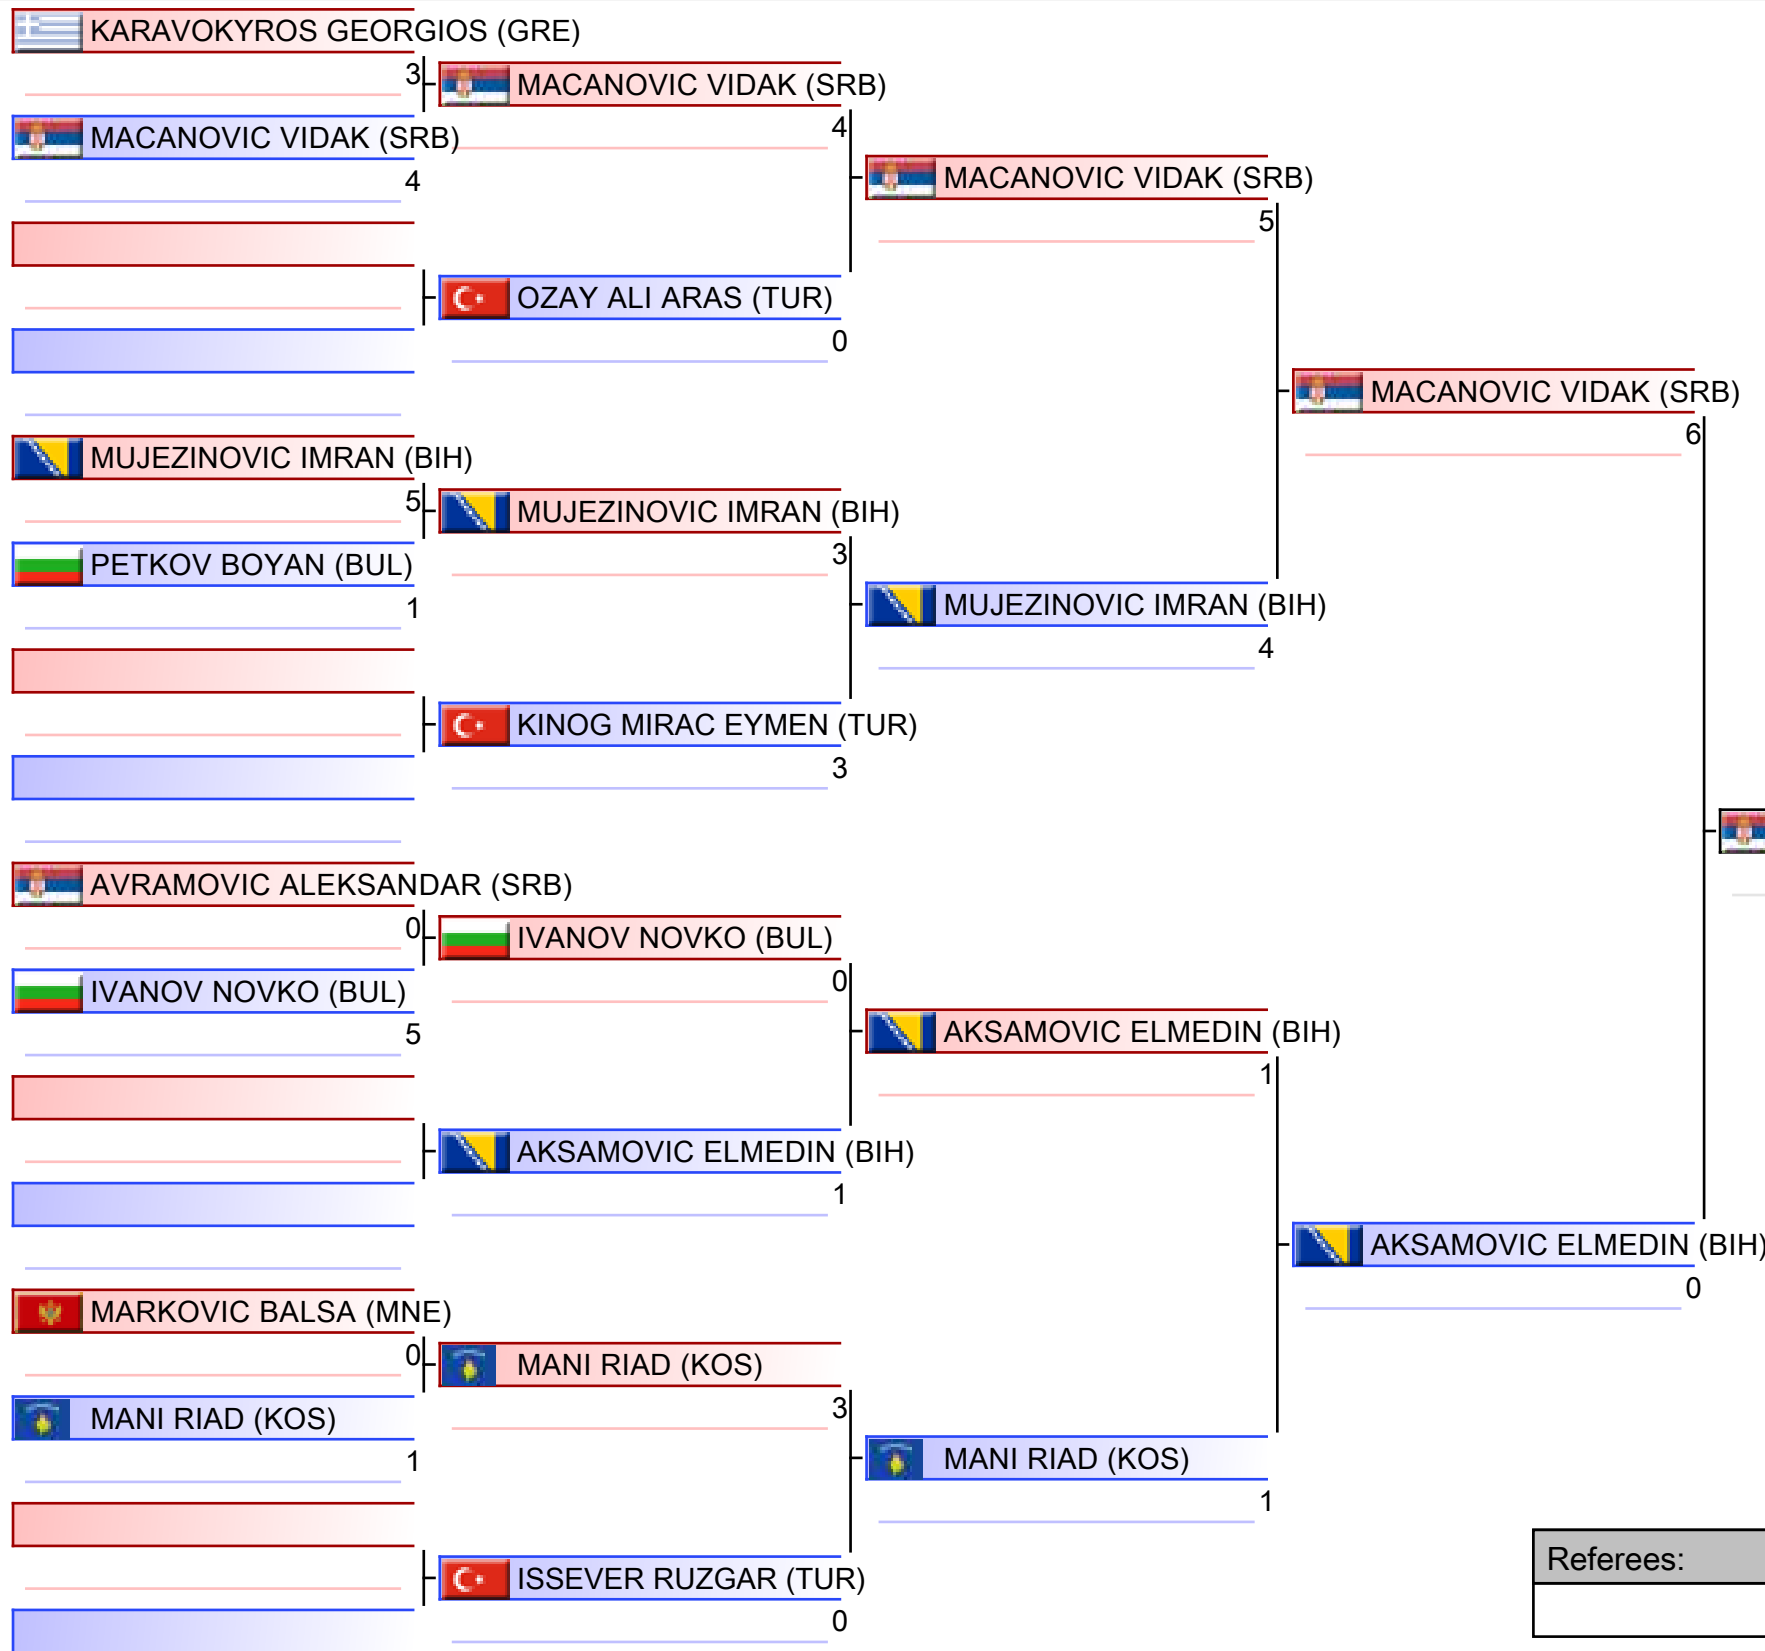 KARAVOKYROS GEORGIOS (GRE)
3
MACANOVIC VIDAK (SRB)
MACANOVIC VIDAK (SRB)
4
4
MACANOVIC VIDAK (SRB)
5
OZAY ALI ARAS (TUR)
0
MACANOVIC VIDAK (SRB)
6
MUJEZINOVIC IMRAN (BIH)
5
MUJEZINOVIC IMRAN (BIH)
3
PETKOV BOYAN (BUL)
1
MUJEZINOVIC IMRAN (BIH)
4
KINOG MIRAC EYMEN (TUR)
3
AVRAMOVIC ALEKSANDAR (SRB)
0
IVANOV NOVKO (BUL)
0
IVANOV NOVKO (BUL)
5
AKSAMOVIC ELMEDIN (BIH)
1
AKSAMOVIC ELMEDIN (BIH)
1
AKSAMOVIC ELMEDIN (BIH)
0
MARKOVIC BALSA (MNE)
0
MANI RIAD (KOS)
3
MANI RIAD (KOS)
1
MANI RIAD (KOS)
1
ISSEVER RUZGAR (TUR)
0
Referees: